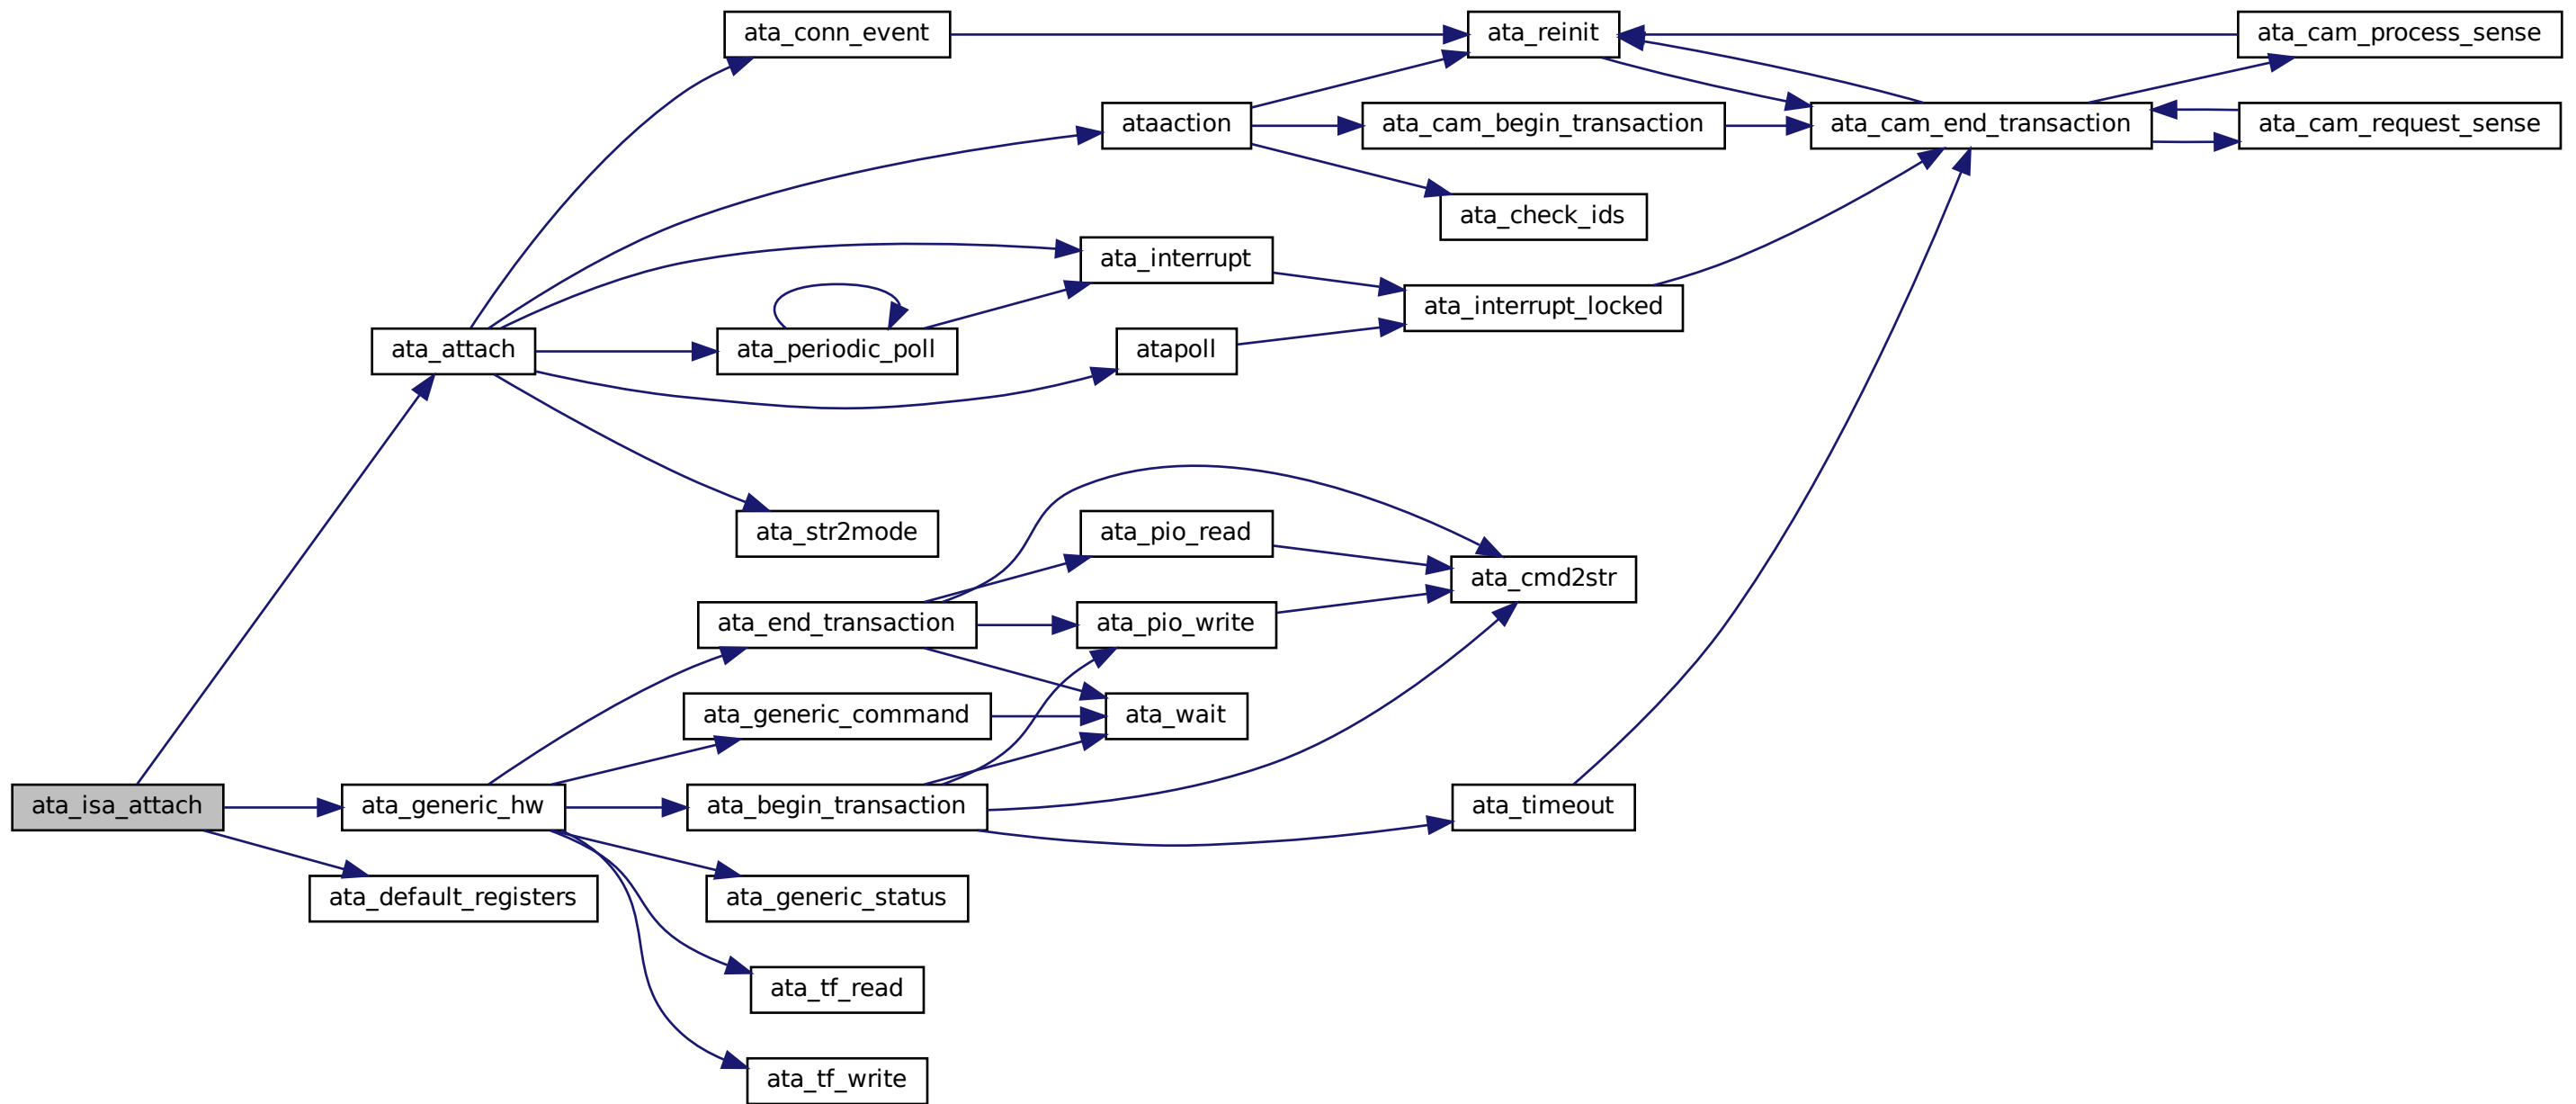 ata_conn_event
ata_reinit
ata_cam_process_sense
ataaction
ata_cam_begin_transaction
ata_cam_end_transaction
ata_cam_request_sense
ata_check_ids
ata_interrupt
ata_interrupt_locked
ata_attach
ata_periodic_poll
atapoll
ata_str2mode
ata_pio_read
ata_cmd2str
ata_end_transaction
ata_pio_write
ata_generic_command
ata_wait
ata_isa_attach
ata_generic_hw
ata_begin_transaction
ata_timeout
ata_default_registers
ata_generic_status
ata_tf_read
ata_tf_write